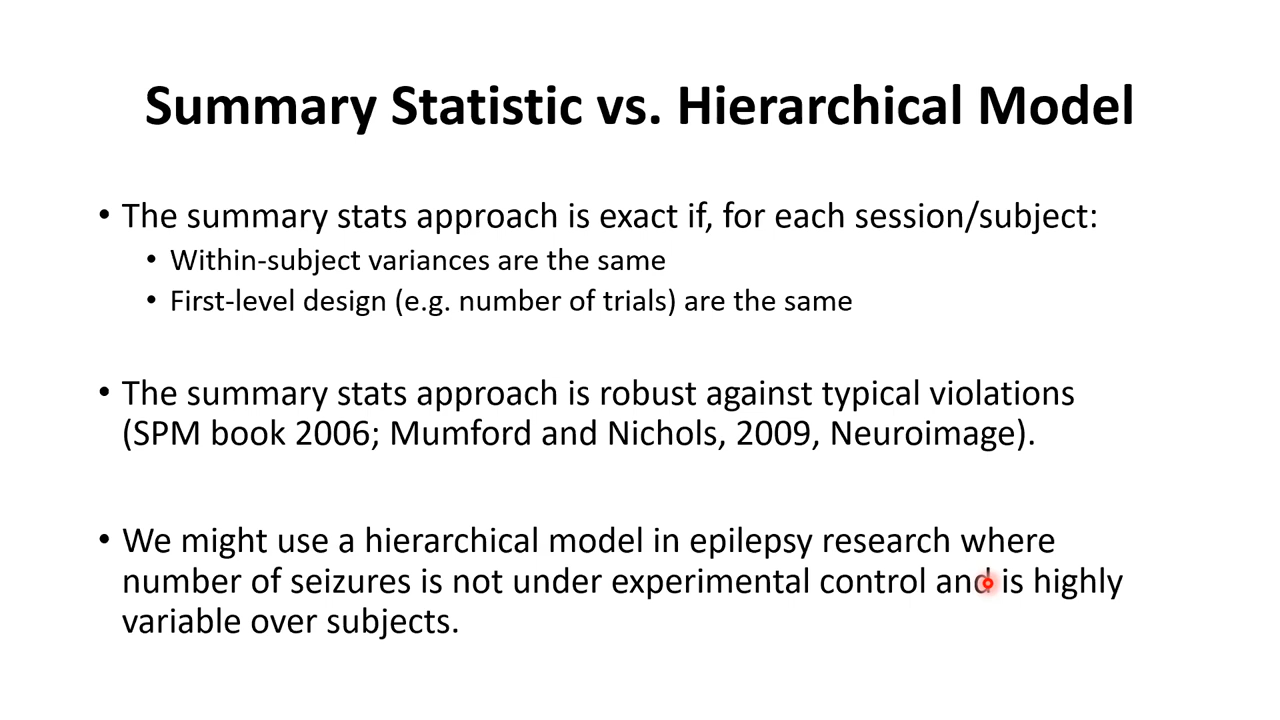 Summary Statistic vs. Hierarchical Model
• The summary stats approach is exact if, for each session/subject:
• Within-subject variances are the same
• First-level design (e.g. number of trials) are the same
• The summary stats approach is robust against typical violations
(SPM book 2006; Mumford and Nichols, 2009, Neuroimage).
• We might use a hierarchical model in epilepsy research where
number of seizures is not under experimental control and is highly
variable over subjects.